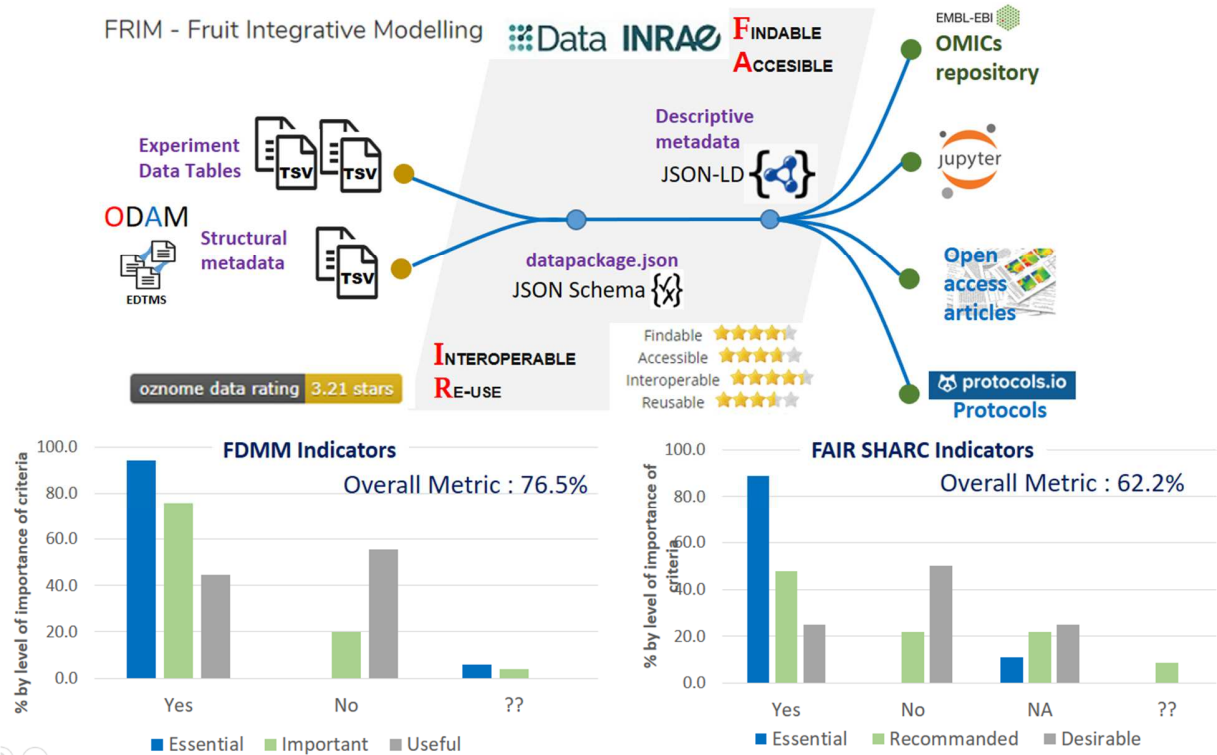 FRIM - Fruit Integrative Modelling
Data INRAE
FINDABLE
ACCESIBLE
EMBL-EBI
OMICs
repository
Experiment
Data Tables
TSV
TSV
Descriptive
metadata
JSON-LD
jupyter
ODAM
EDTMS
Structural
metadata
TSV
datapackage.json
JSON Schema
Open
access
articles
INTEROPERABLE
RE-USE
Findable
Accessible
Interoperable
Reusable
oznome data rating 3.21 stars
protocols.io
Protocols
FDMM Indicators
Overall Metric : 76.5%
% by level of importance of criteria
100.0
80.0
60.0
40.0
20.0
0.0
Yes
No
??
Essential
Important
Useful
FAIR SHARC Indicators
Overall Metric : 62.2%
% by level of importance of
criteria
100.0
80.0
60.0
40.0
20.0
0.0
Yes
No
NA
??
Essential
Recommanded
Desirable